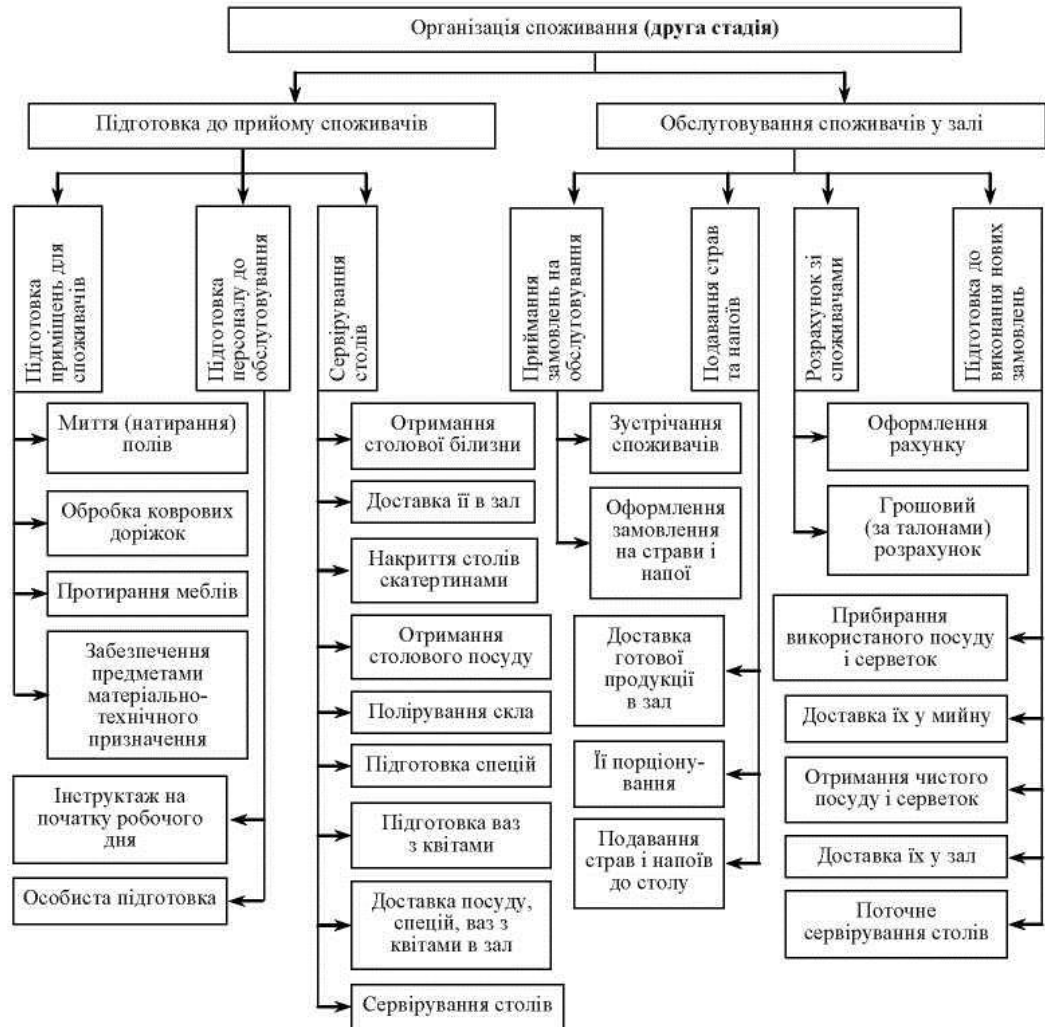 Організація споживання (друга стадія)
Підготовка до прийому споживачів
Обслуговування споживачів у залі
Підготовка
приміщень для
споживачів
Підготовка
персоналу до
обслуговування
Сервірування
столів
Приймання
замовлень на
обслуговування
Подавання страв
та напоїв
Розрахунок зі
споживачами
Підготовка до
виконання нових
замовлень
Миття (натирання)
полів
Обробка коврових
доріжок
Протирання меблів
Забезпечення
предметами
матеріально-
технічного
призначення
Інструктаж на
початку робочого
дня
Особиста підготовка
Отримання
столової білизни
Доставка її в зал
Накриття столів
скатертинами
Отримання
столового посуду
Полірування скла
Підготовка спецій
Підготовка ваз
з квітами
Доставка посуду,
спецій, ваз з
квітами в зал
Сервірування столів
Зустрічання
споживачів
Оформлення
замовлення
на страви і
напої
Доставка
готової
продукції
в зал
Її порціону-
вання
Подавання
страв і напоїв
до столу
Оформлення
рахунку
Грошовий
(за талонами)
розрахунок
Прибирання
використаного посуду
і серветок
Доставка їх у мийну
Отримання чистого
посуду і серветок
Доставка їх у зал
Поточне
сервірування столів